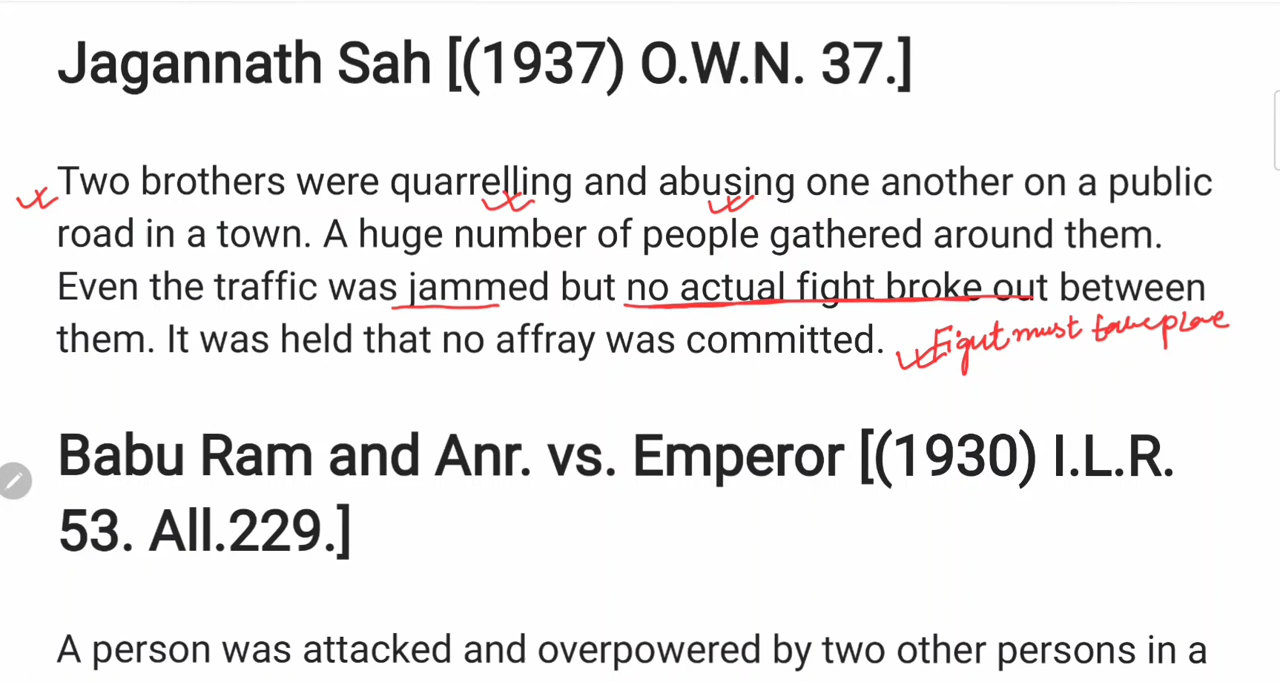 Jagannath Sah [(1937) O.W.N. 37.]
Two brothers were quarrelling and abusing one another on a public
road in a town. A huge number of people gathered around them.
Even the traffic was jammed but no actual fight broke out between
them. It was held that no affray was committed.
Fight must take place
Babu Ram and Anr. vs. Emperor [(1930) I.L.R.
53. All.229.]
A person was attacked and overpowered by two other persons in a